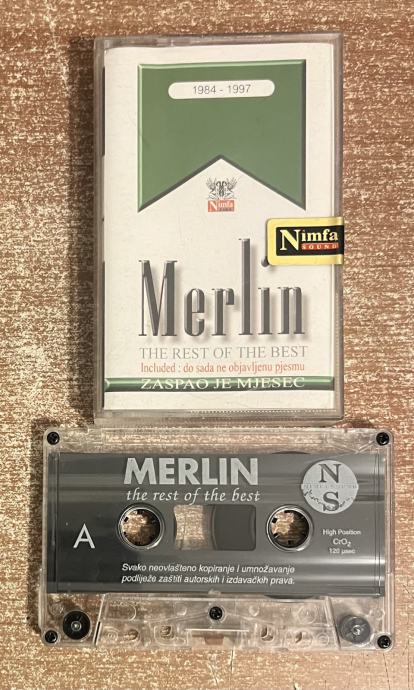 1984 - 1997
Nimfa
SOUND
Nimfa
SOUND
Merlin
THE REST OF THE BEST
Included : do sada ne objavljenu pjesmu
ZASPAO JE MJESEC
MERLIN
the rest of the best
N
S
A
High Position
CrO₂
120 µsec
Svako neovlašteno kopiranje i umnožavanje
podliježe zaštiti autorskih i izdavačkih prava.